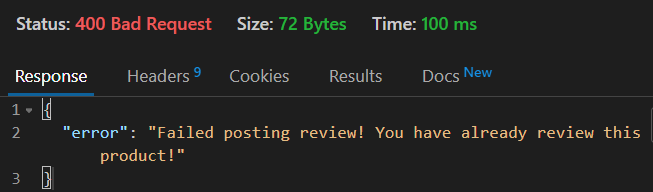 Status: 400 Bad Request Size: 72 Bytes Time: 100 ms
Response Headers 9 Cookies Results Docs New
1 {
2 "error": "Failed posting review! You have already review this
product!"
3 }